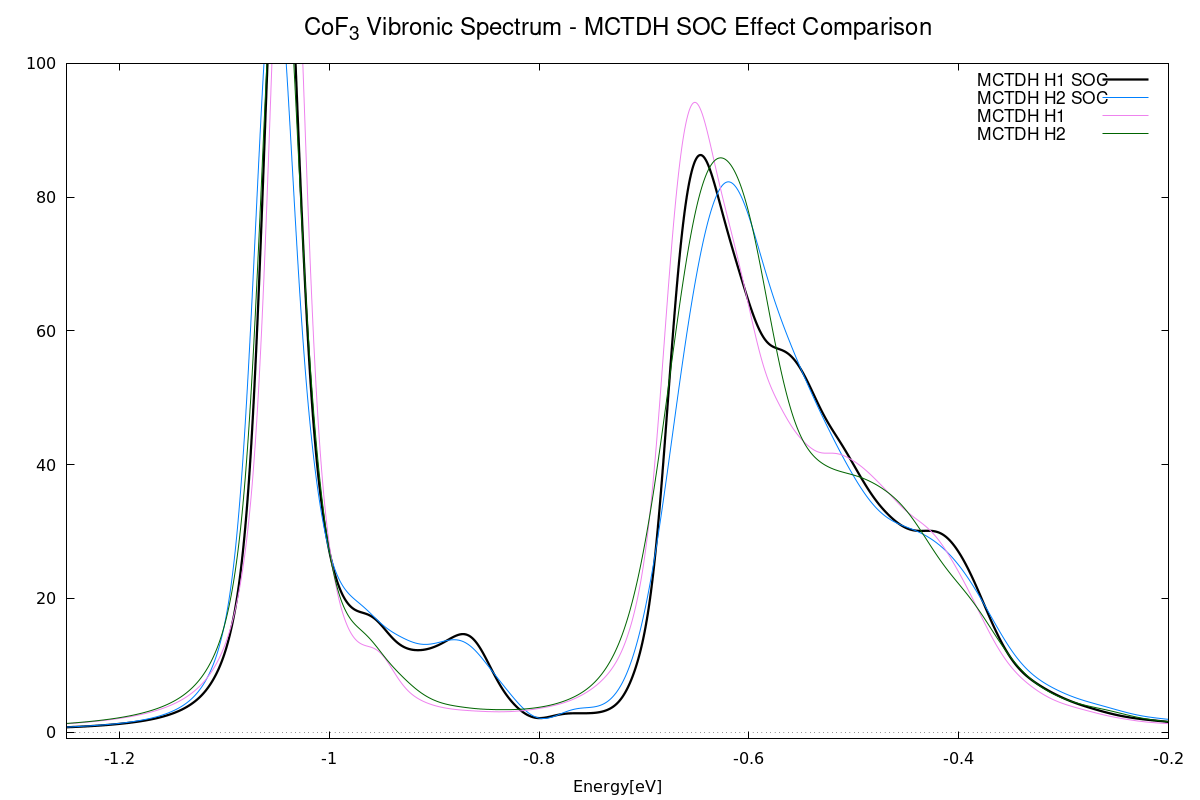 CoF3 Vibronic Spectrum - MCTDH SOC Effect Comparison
100
MCTDH H1 SOC
MCTDH H2 SOC
MCTDH H1
MCTDH H2
80
60
40
20
0
-1.2 -1 -0.8 -0.6 -0.4 -0.2
Energy[eV]